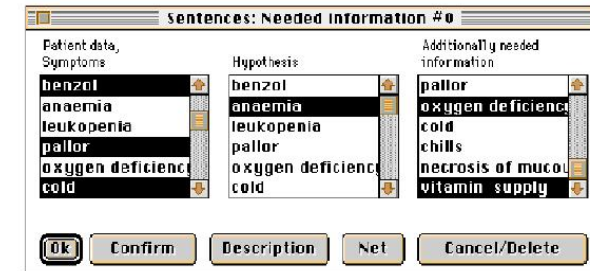 Sentences: Needed Information #0
Patient data,
Symptoms
benzol
anaemia
leukopenia
pallor
oxygen deficienc
cold
Hypothesis
benzol
anaemia
leukopenia
pallor
oxygen deficienc
cold
Additionally needed
information
pallor
oxygen deficienc
cold
chills
necrosis of muco
vitamin supply
Ok
Confirm
Description
Net
Cancel/Delete